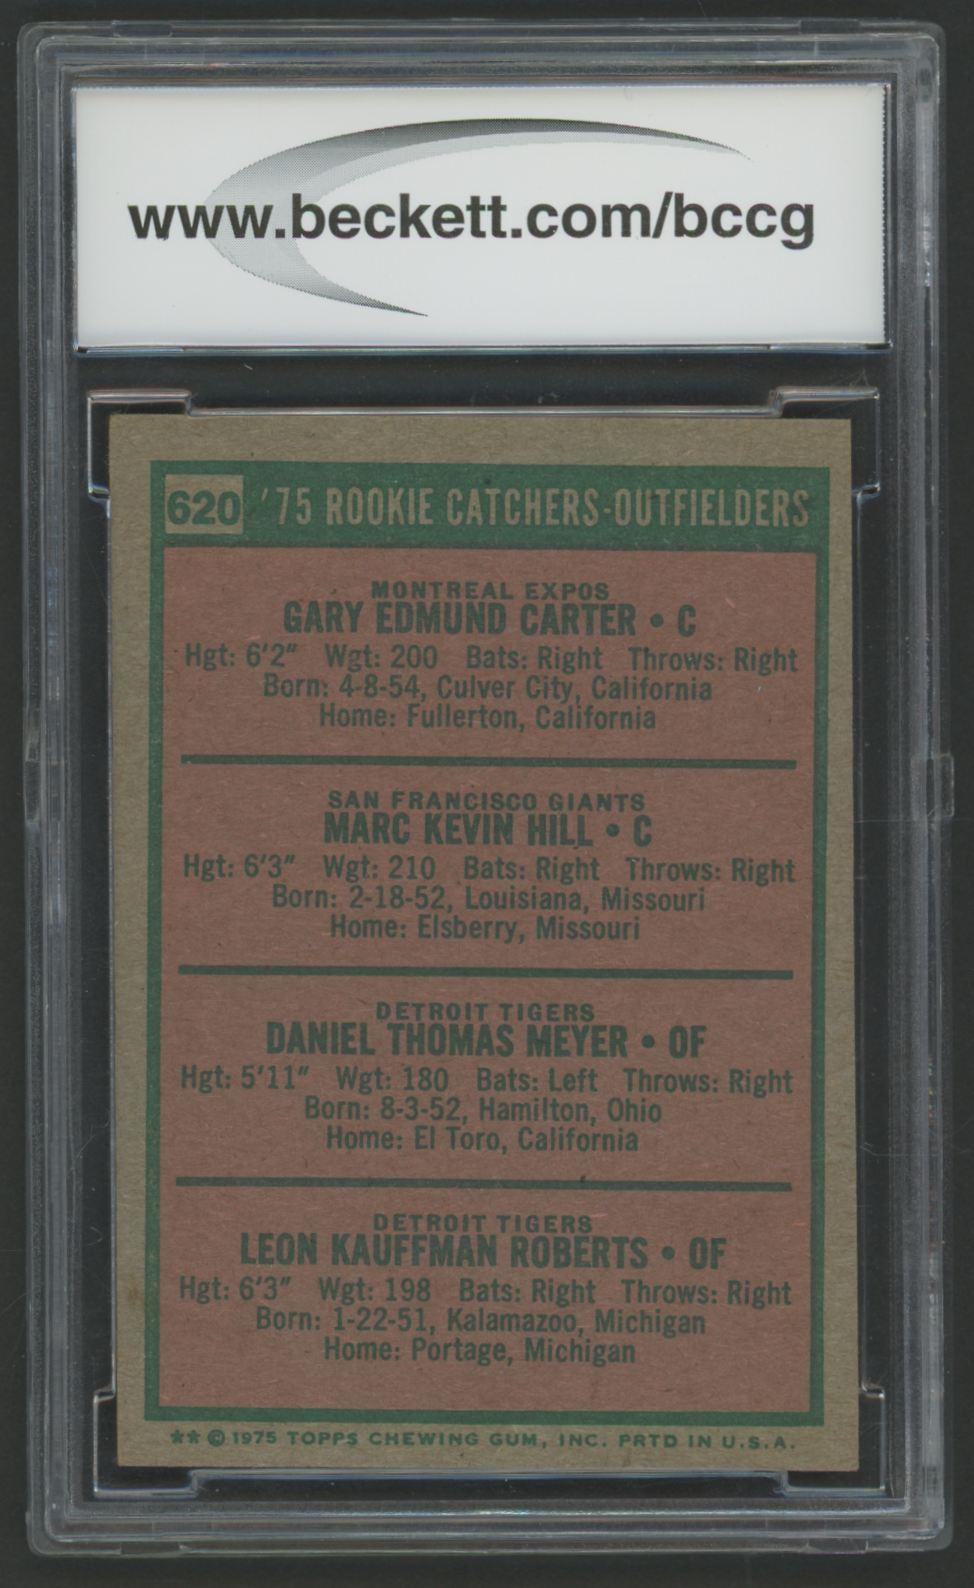 www.beckett.com/bccg
620 '75 ROOKIE CATCHERS-OUTFIELDERS
MONTREAL EXPOS
GARY EDMUND CARTER • C
Hgt: 6'2" Wgt: 200 Bats: Right Throws: Right
Born: 4-8-54, Culver City, California
Home: Fullerton, California
SAN FRANCISCO GIANTS
MARC KEVIN HILL • C
Hgt: 6'3" Wgt: 210 Bats: Right Throws: Right
Born: 2-18-52, Louisiana, Missouri
Home: Elsberry, Missouri
DETROIT TIGERS
DANIEL THOMAS MEYER • OF
Hgt: 5'11" Wgt: 180 Bats: Left Throws: Right
Born: 8-3-52, Hamilton, Ohio
Home: El Toro, California
DETROIT TIGERS
LEON KAUFFMAN ROBERTS • OF
Hgt: 6'3" Wgt: 198 Bats: Right Throws: Right
Born: 1-22-51, Kalamazoo, Michigan
Home: Portage, Michigan
** © 1975 TOPPS CHEWING GUM, INC. PRTD IN U.S.A.